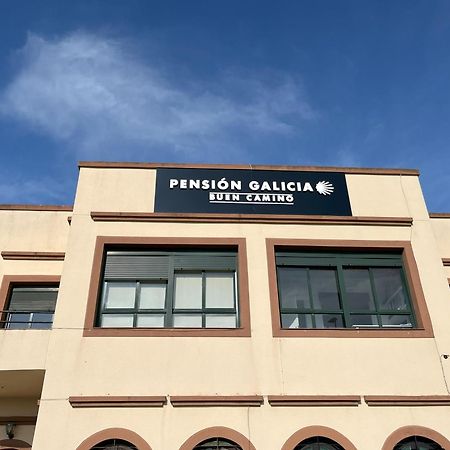 PENSIÓN GALICIA
BUEN CAMINO